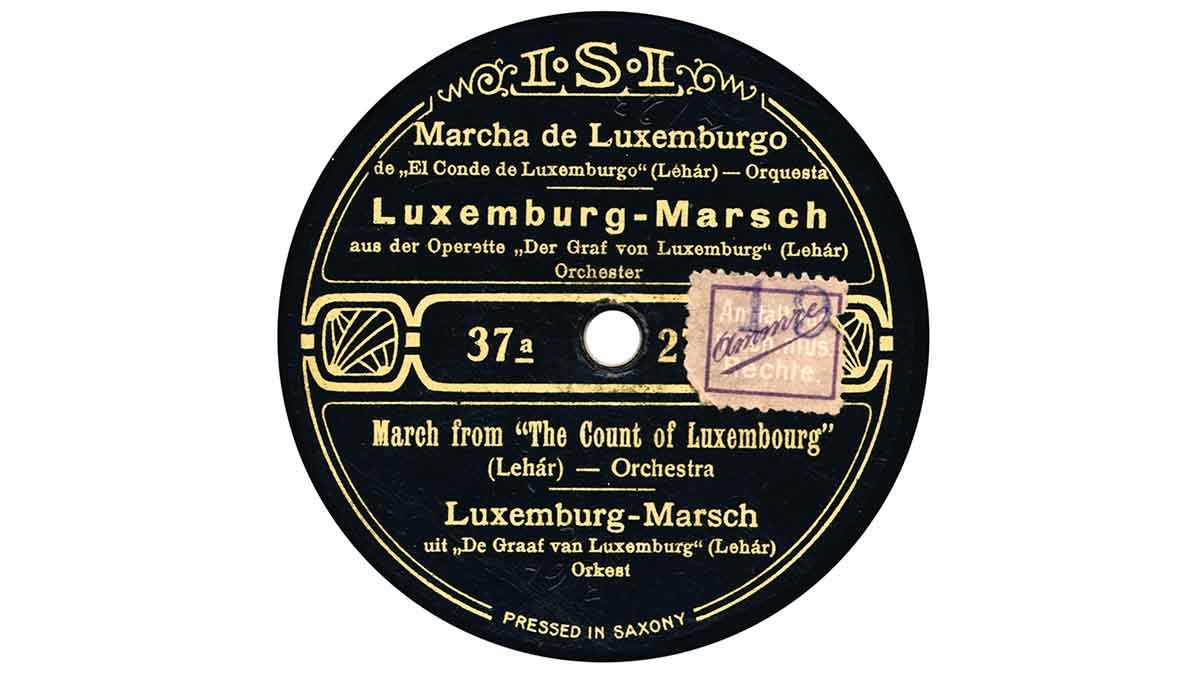 I·S·I
Marcha de Luxemburgo
de „El Conde de Luxemburgo“ (Lehár) — Orquesta
Luxemburg-Marsch
aus der Operette „Der Graf von Luxemburg“ (Lehár)
Orchester
37a
Rechte.
March from “The Count of Luxembourg”
(Lehár) — Orchestra
Luxemburg-Marsch
uit „De Graaf van Luxemburg“ (Lehár)
Orkest
PRESSED IN SAXONY